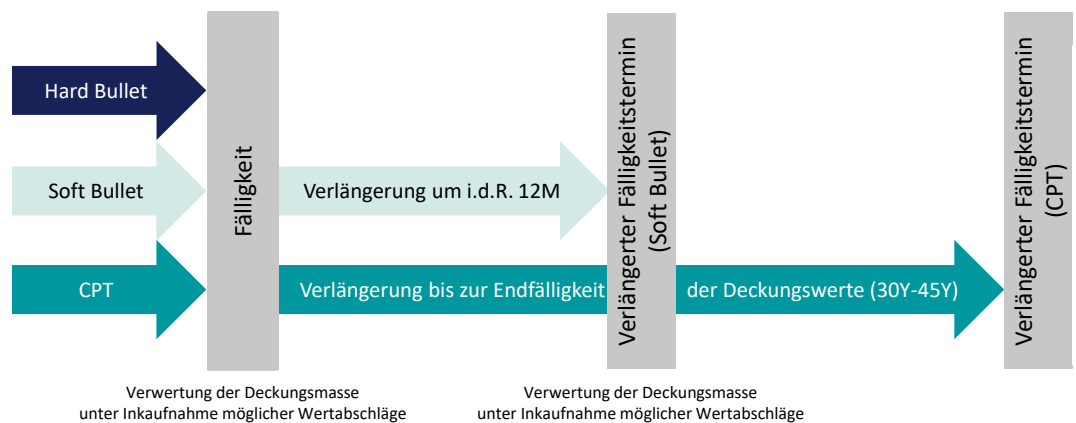 Hard Bullet
Soft Bullet
CPT
Fälligkeit
Verlängerung um i.d.R. 12M
Verlängerung bis zur Endfälligkeit
Verlängerter Fälligkeitstermin
(Soft Bullet)
der Deckungswerte (30Y-45Y)
Verlängerter Fälligkeitstermin
(CPT)
Verwertung der Deckungsmasse
unter Inkaufnahme möglicher Wertabschläge
Verwertung der Deckungsmasse
unter Inkaufnahme möglicher Wertabschläge